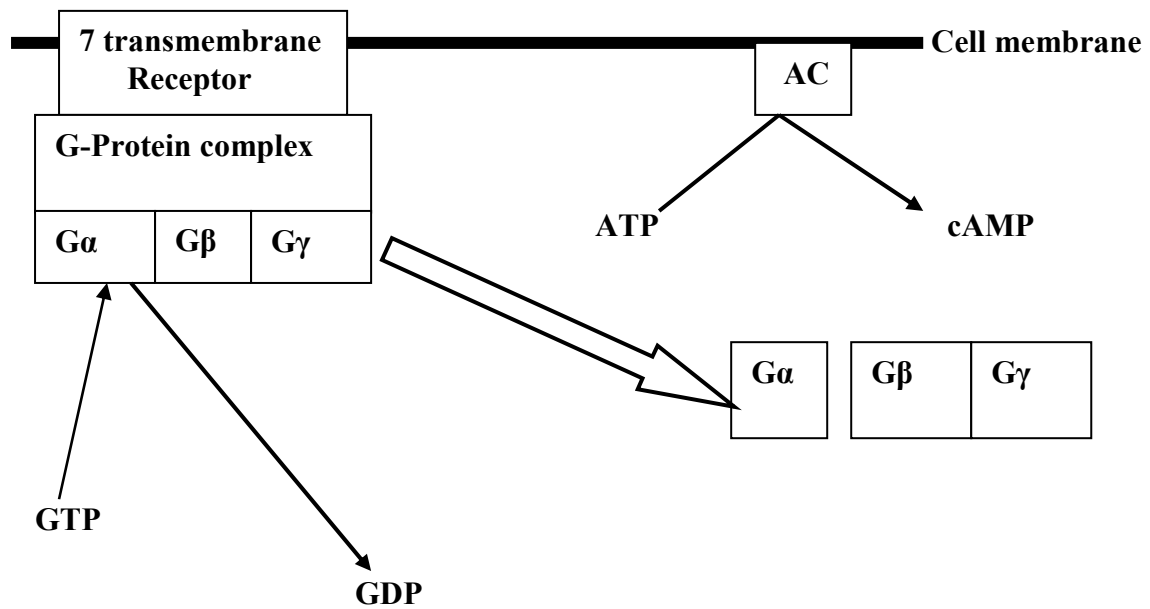 7 transmembrane
Receptor
Cell membrane
AC
G-Protein complex
Gα
Gβ
Gγ
ATP
cAMP
Gα
Gβ
Gγ
GTP
GDP